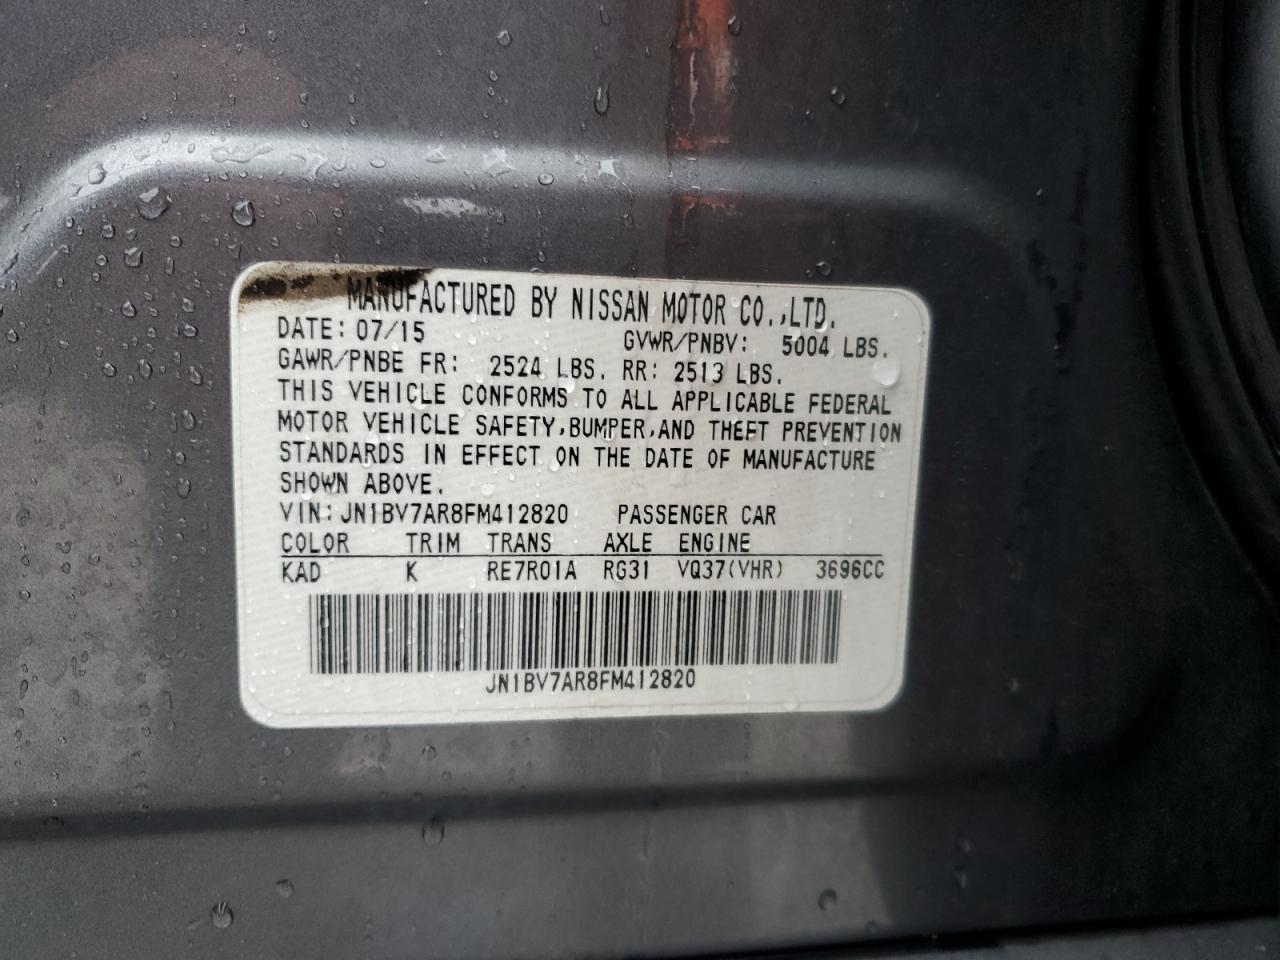 MANUFACTURED BY NISSAN MOTOR CO.,LTD.
DATE: 07/15 GVWR/PNBV: 5004 LBS.
GAWR/PNBE FR: 2524 LBS. RR: 2513 LBS.
THIS VEHICLE CONFORMS TO ALL APPLICABLE FEDERAL
MOTOR VEHICLE SAFETY,BUMPER,AND THEFT PREVENTION
STANDARDS IN EFFECT ON THE DATE OF MANUFACTURE
SHOWN ABOVE.
VIN: JN1BV7AR8FM412820 PASSENGER CAR
COLOR TRIM TRANS AXLE ENGINE
KAD K RE7R01A RG31 VQ37(VHR) 3696CC
JN1BV7AR8FM412820